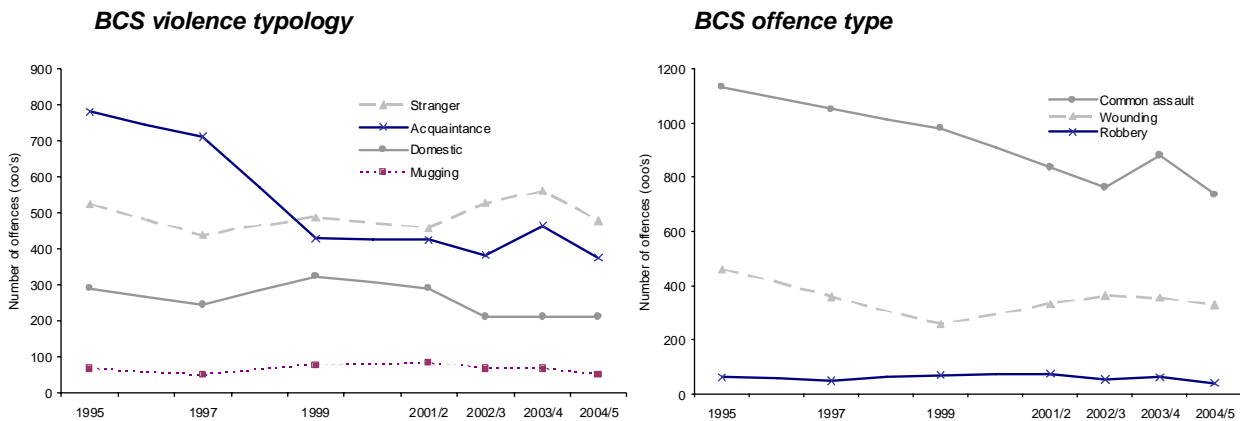 BCS violence typology
900
800
700
600
500
400
300
200
100
0
Number of offences (ooo's)
Stranger
Acquaintance
Domestic
Mugging
1995 1997 1999 2001/2 2002/3 2003/4 2004/5
BCS offence type
1200
1000
800
600
400
200
0
Number of offences (ooo's)
Common assault
Wounding
Robbery
1995 1997 1999 2001/2 2002/3 2003/4 2004/5